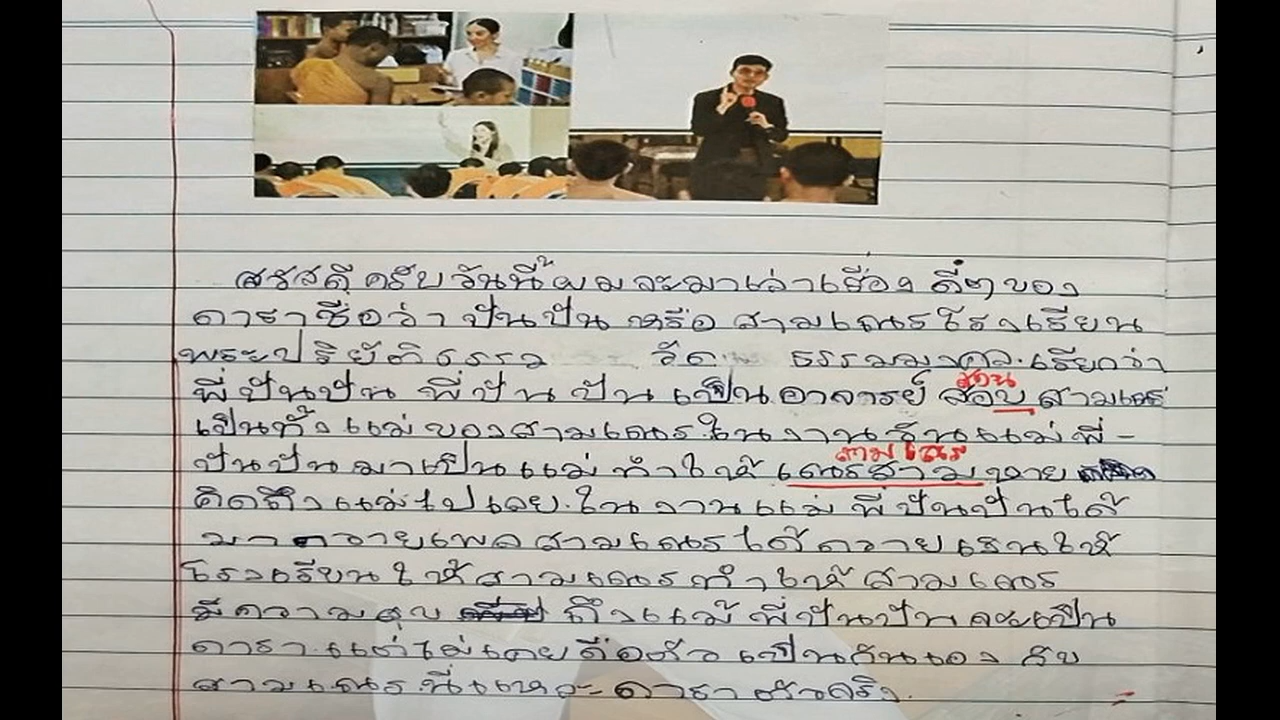 สวัสดีครับวันนี้ผมจะมาเล่าเรื่อง ดีๆของ
ดาราชื่อว่า ปันปัน หรือ สามเณรโรงเรียน
พระปริยัติธรรม วัด ธรรมมงคล.เรียกว่า
พี่ปันปัน พี่ปันปัน เป็นอาจารย์ สอบ สามเณร
สอน
เป็นทั้งแม่ของสามเณร.ในงานวันแม่พี่-
สามเณร
ปันปันมาเป็นแม่ ทำให้ เณรสามหาย
คิดถึงแม่ไปเลย.ในงานแม่พี่ปันปันได้
มาถวายเพลสามเณรได้ถวายเซนให้
โรงเรียนให้สามเณรทำให้สามเณร
มีความสุข ถึงแม้พี่ปันปันจะเป็น
ดารา.แต่ไม่เคยถือตัว เป็นกันเอง กับ
สามเณร.นี่แหละดาราตัวจริง.